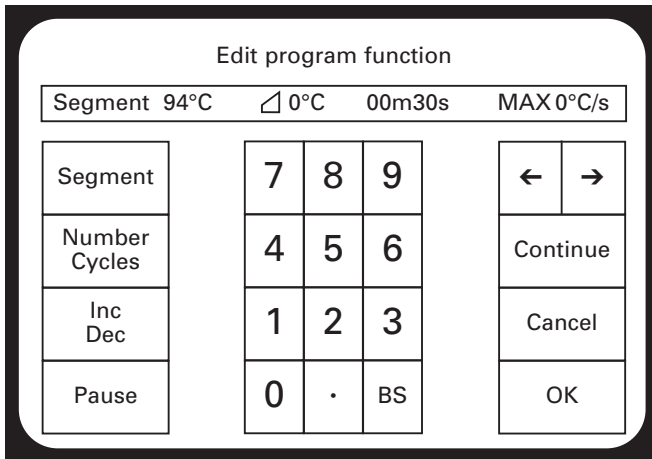 Edit program function
Segment 94°C ◿ 0°C 00m30s MAX 0°C/s
Segment 7 8 9 ← →
Number
Cycles 4 5 6 Continue
Inc
Dec 1 2 3 Cancel
Pause 0 . BS OK